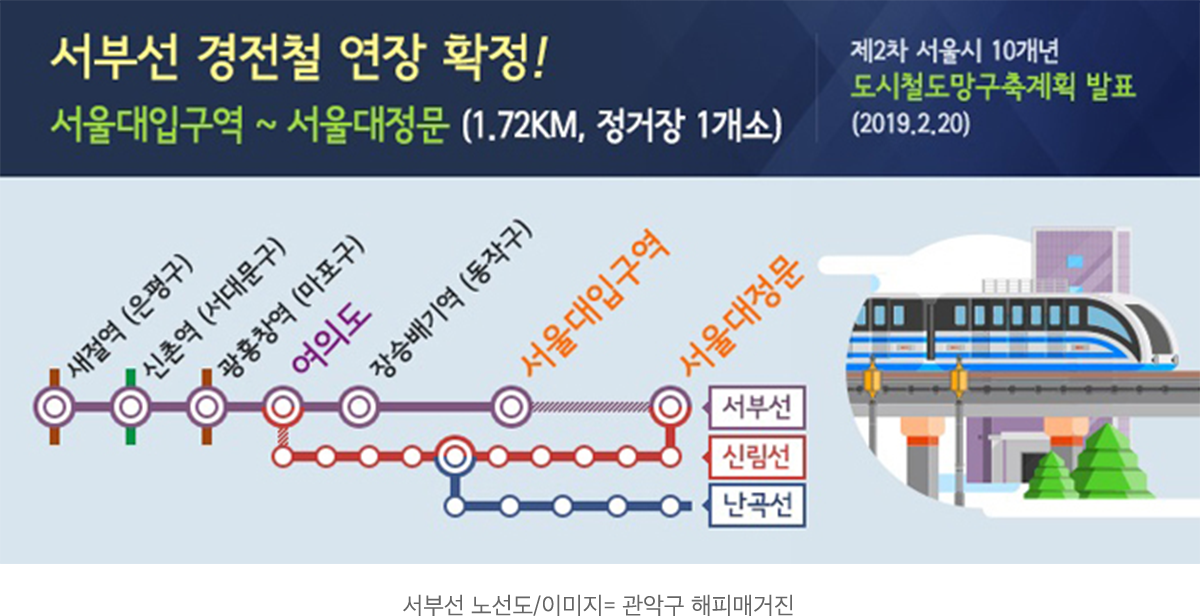 서부선 경전철 연장 확정!
서울대입구역 ~ 서울대정문 (1.72KM, 정거장 1개소)
제2차 서울시 10개년
도시철도망구축계획 발표
(2019.2.20)
새절역 (은평구)
신촌역 (서대문구)
광흥창역 (마포구)
여의도
장승배기역 (동작구)
서울대입구역
서울대정문
서부선
신림선
난곡선
서부선 노선도/이미지= 관악구 해피매거진